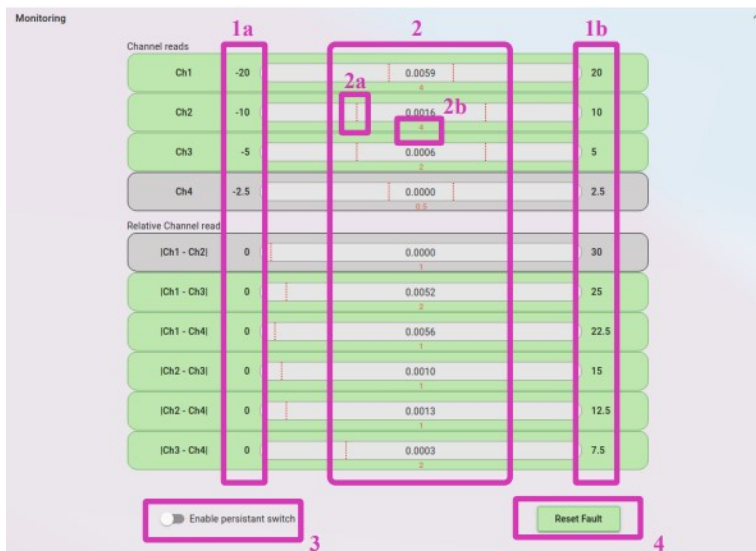 Monitoring
1a 2 1b
Channel reads
Ch1 -20 0.0059 20
4
2a
Ch2 -10 0.0016 10
2b
4
Ch3 -5 0.0006 5
2
Ch4 -2.5 0.0000 2.5
0.5
Relative Channel read
|Ch1 - Ch2| 0 0.0000 30
1
|Ch1 - Ch3| 0 0.0052 25
2
|Ch1 - Ch4| 0 0.0056 22.5
1
|Ch2 - Ch3| 0 0.0010 15
1
|Ch2 - Ch4| 0 0.0013 12.5
1
|Ch3 - Ch4| 0 0.0003 7.5
2
Enable persistant switch Reset Fault
3 4